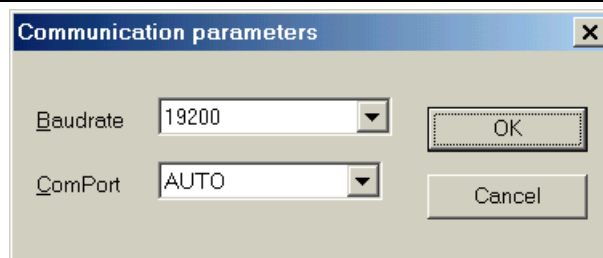 Communication parameters
Baudrate 19200
OK
ComPort AUTO
Cancel